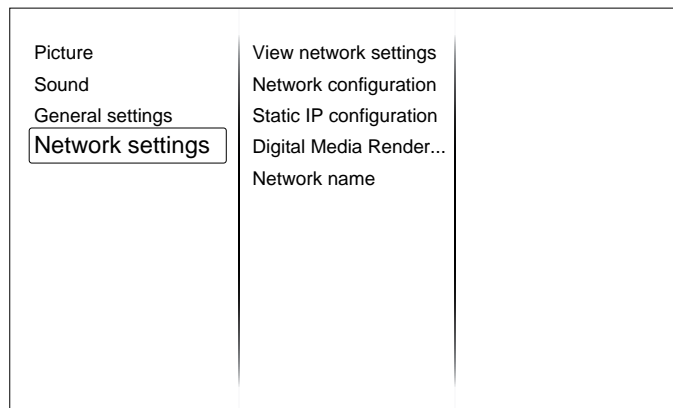 Picture
Sound
General settings
Network settings
View network settings
Network configuration
Static IP configuration
Digital Media Render...
Network name